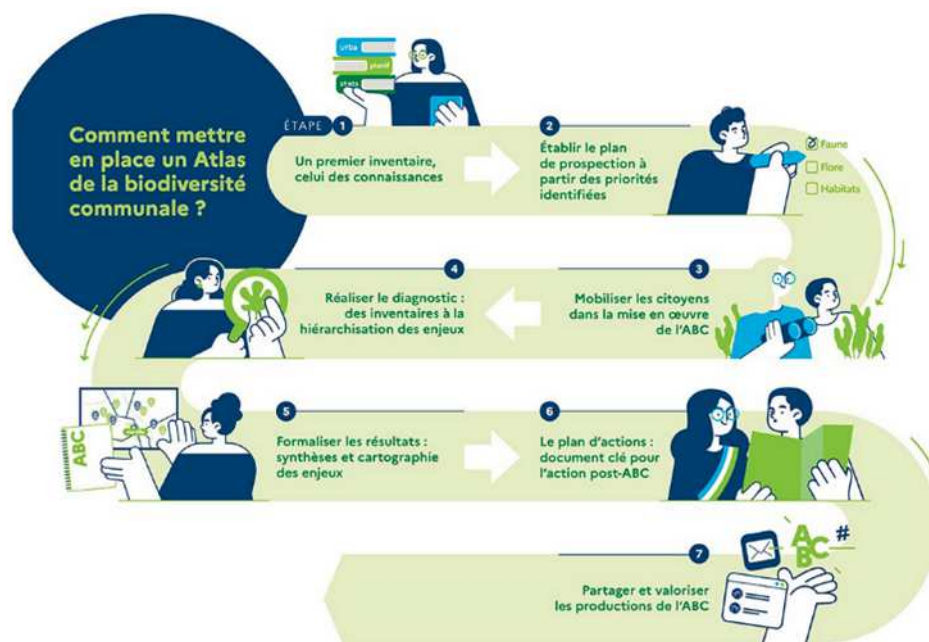 Comment mettre
en place un Atlas
de la biodiversité
communale ?
urba
planif
strate
ÉTAPE 1
Un premier inventaire,
celui des connaissances
2
Établir le plan
de prospection à
partir des priorités
identifiées
Faune
Flore
Habitats
3
Mobiliser les citoyens
dans la mise en œuvre
de l'ABC
4
Réaliser le diagnostic :
des inventaires à la
hiérarchisation des enjeux
ABC
5
Formaliser les résultats :
synthèses et cartographie
des enjeux
6
Le plan d'actions :
document clé pour
l'action post-ABC
7
Partager et valoriser
les productions de l'ABC
ABC #